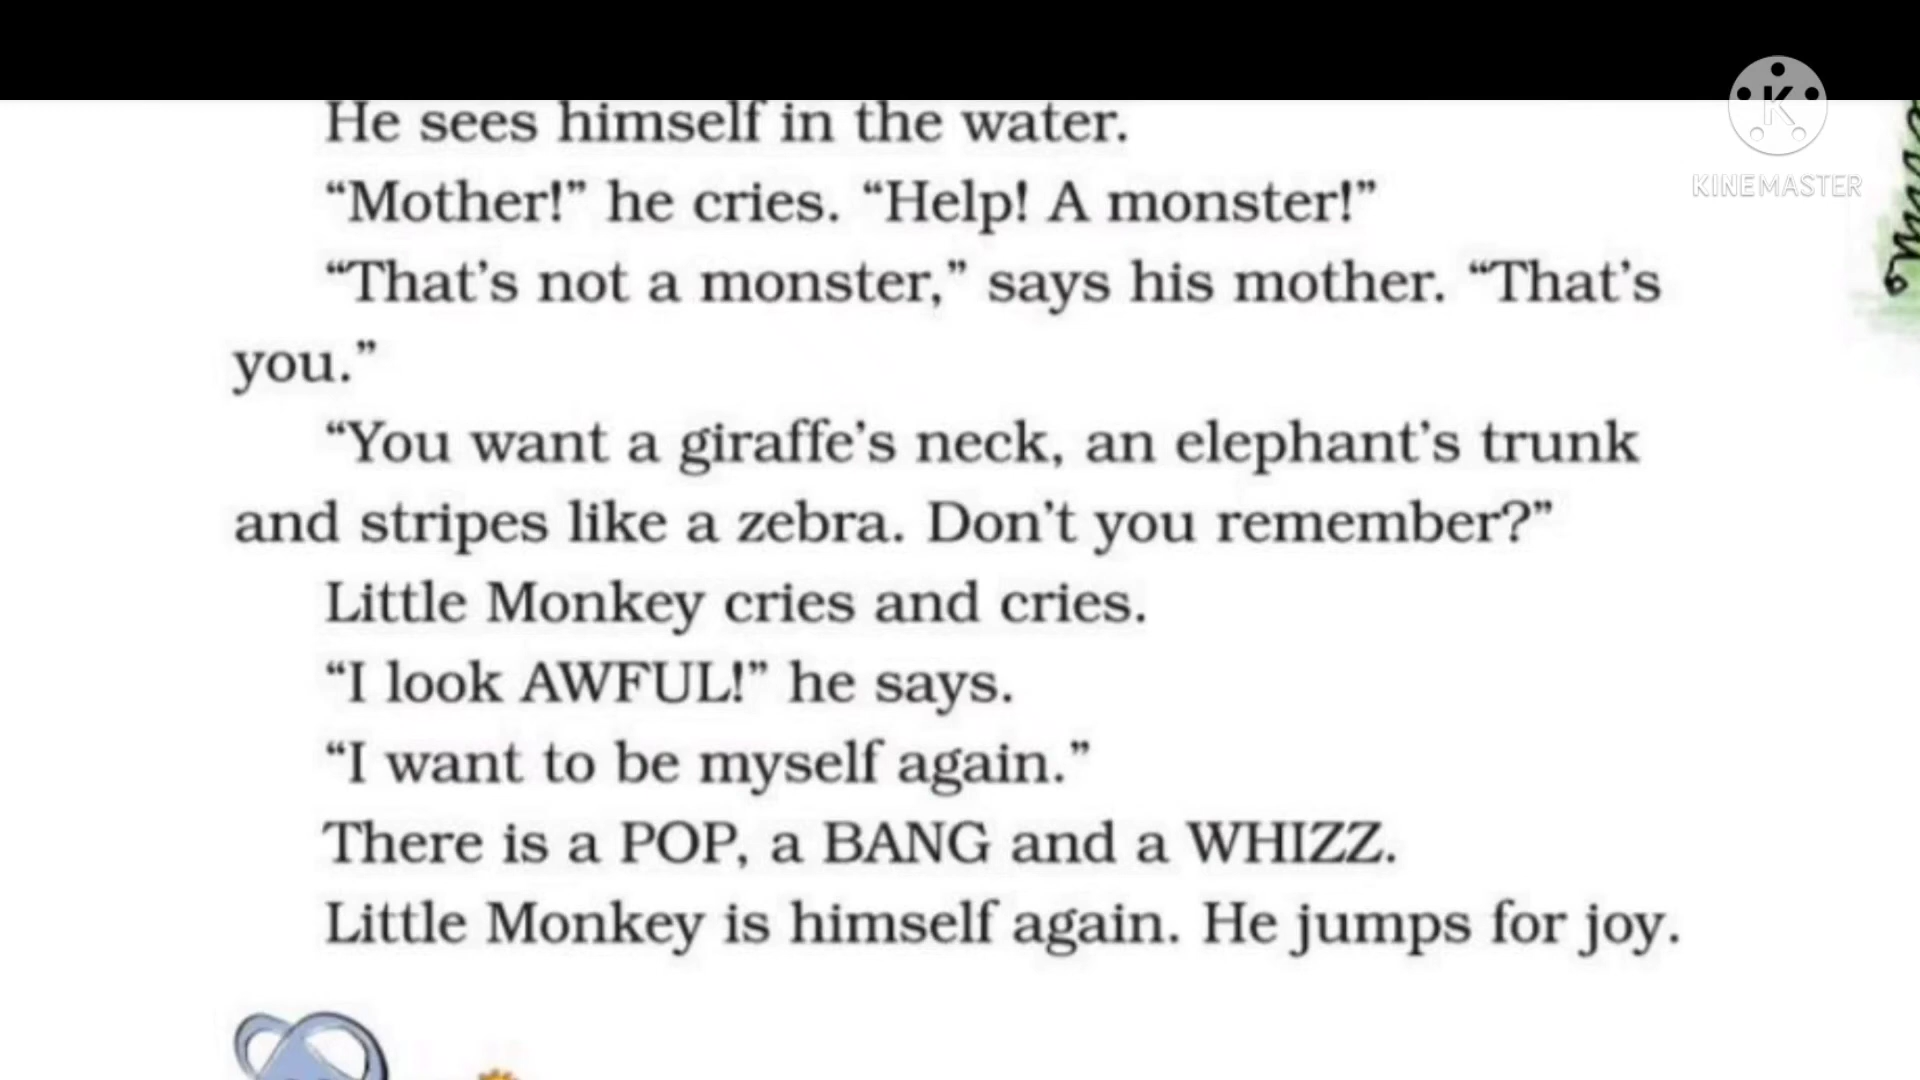 He sees himself in the water.
“Mother!” he cries. “Help! A monster!”
“That’s not a monster,” says his mother. “That’s
you.”
“You want a giraffe’s neck, an elephant’s trunk
and stripes like a zebra. Don’t you remember?”
Little Monkey cries and cries.
“I look AWFUL!” he says.
“I want to be myself again.”
There is a POP, a BANG and a WHIZZ.
Little Monkey is himself again. He jumps for joy.
K
KINEMASTER